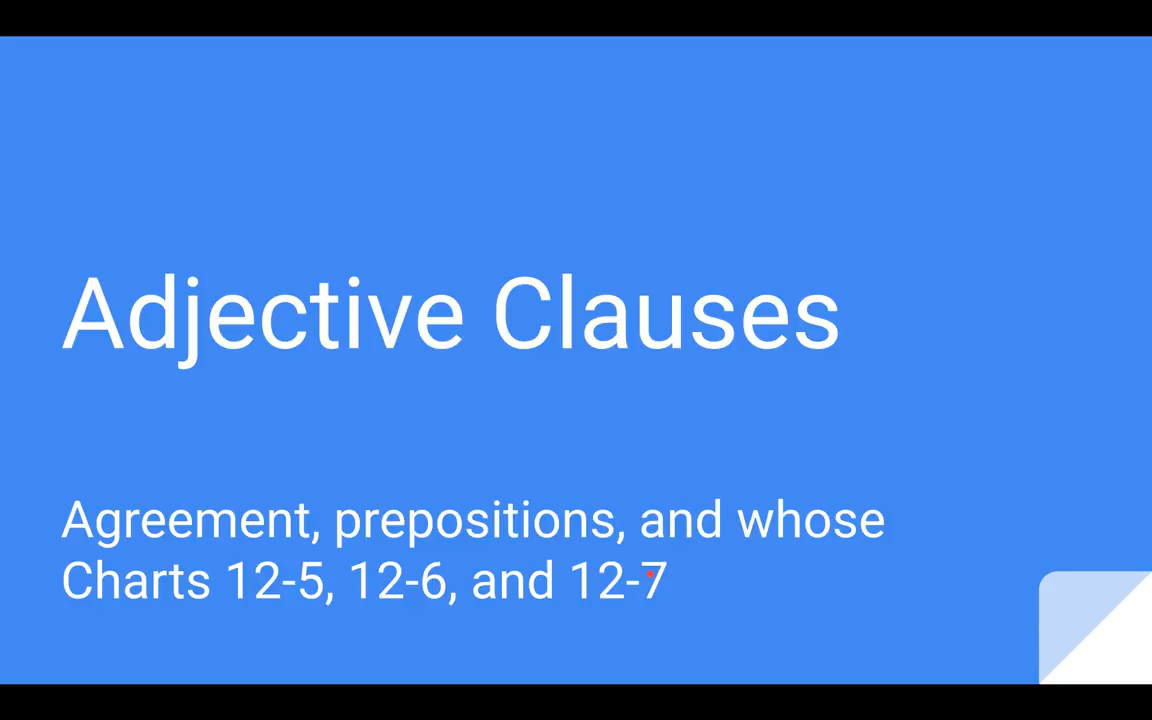 Adjective Clauses
Agreement, prepositions, and whose
Charts 12-5, 12-6, and 12-7